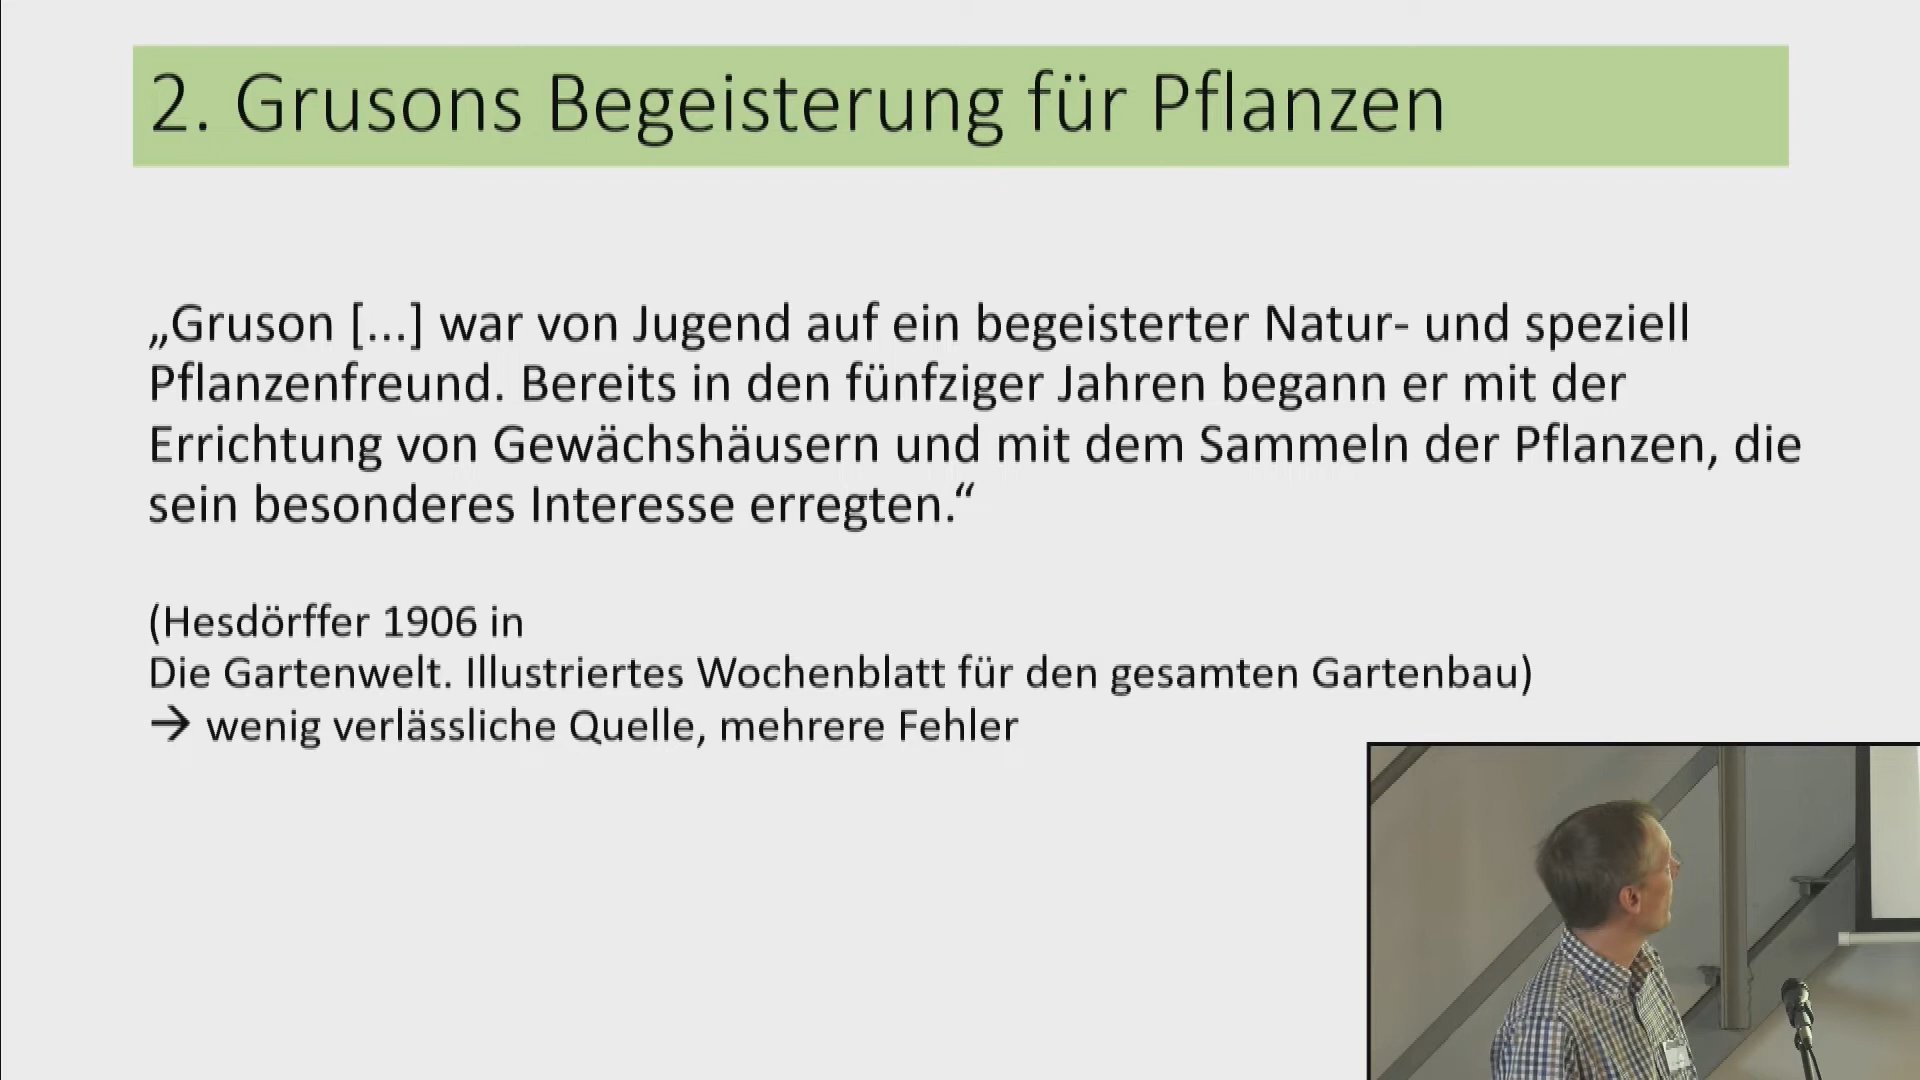 2. Grusons Begeisterung für Pflanzen
„Gruson [...] war von Jugend auf ein begeisterter Natur- und speziell
Pflanzenfreund. Bereits in den fünfziger Jahren begann er mit der
Errichtung von Gewächshäusern und mit dem Sammeln der Pflanzen, die
sein besonderes Interesse erregten.“
(Hesdörffer 1906 in
Die Gartenwelt. Illustriertes Wochenblatt für den gesamten Gartenbau)
→ wenig verlässliche Quelle, mehrere Fehler